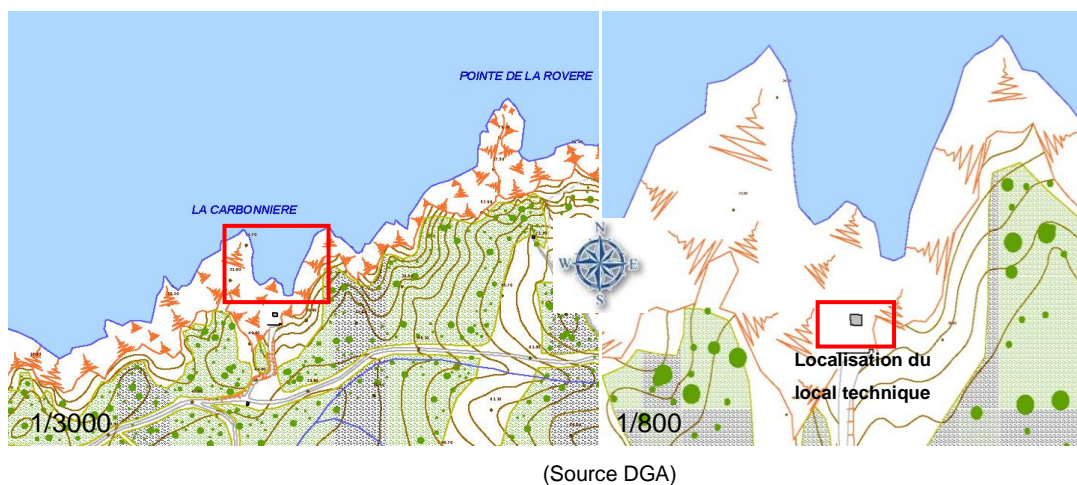 POINTE DE LA ROVERE
LA CARBONNIERE
N
W E
S
Localisation du
local technique
1/3000
1/800
(Source DGA)